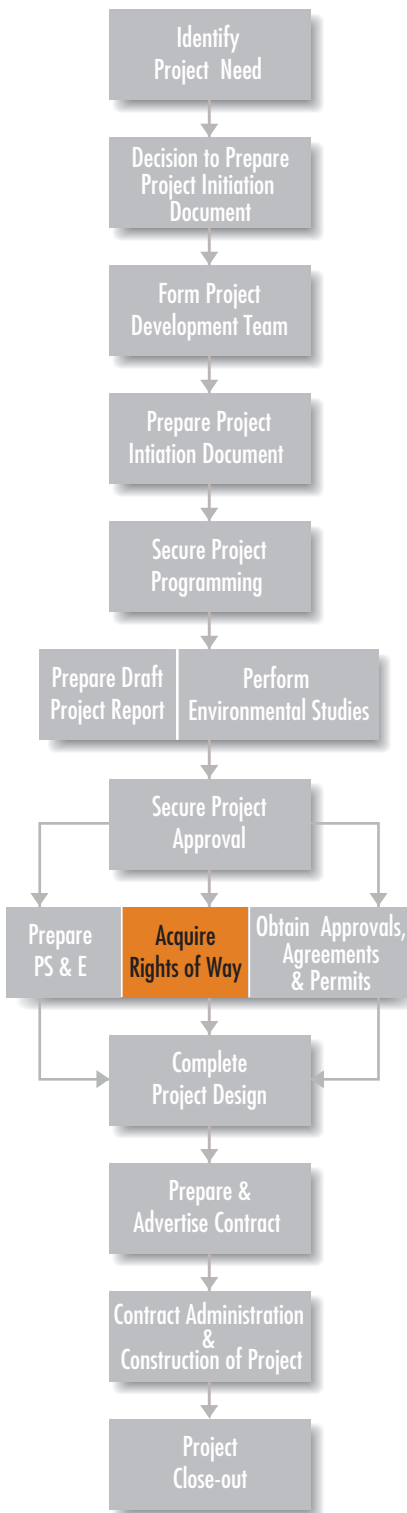 Identify
Project Need
Decision to Prepare
Project Initiation
Document
Form Project
Development Team
Prepare Project
Intiation Document
Secure Project
Programming
Prepare Draft
Project Report
Perform
Environmental Studies
Secure Project
Approval
Prepare
PS & E
Acquire
Rights of Way
Obtain Approvals,
Agreements
& Permits
Complete
Project Design
Prepare &
Advertise Contract
Contract Administration
&
Construction of Project
Project
Close-out